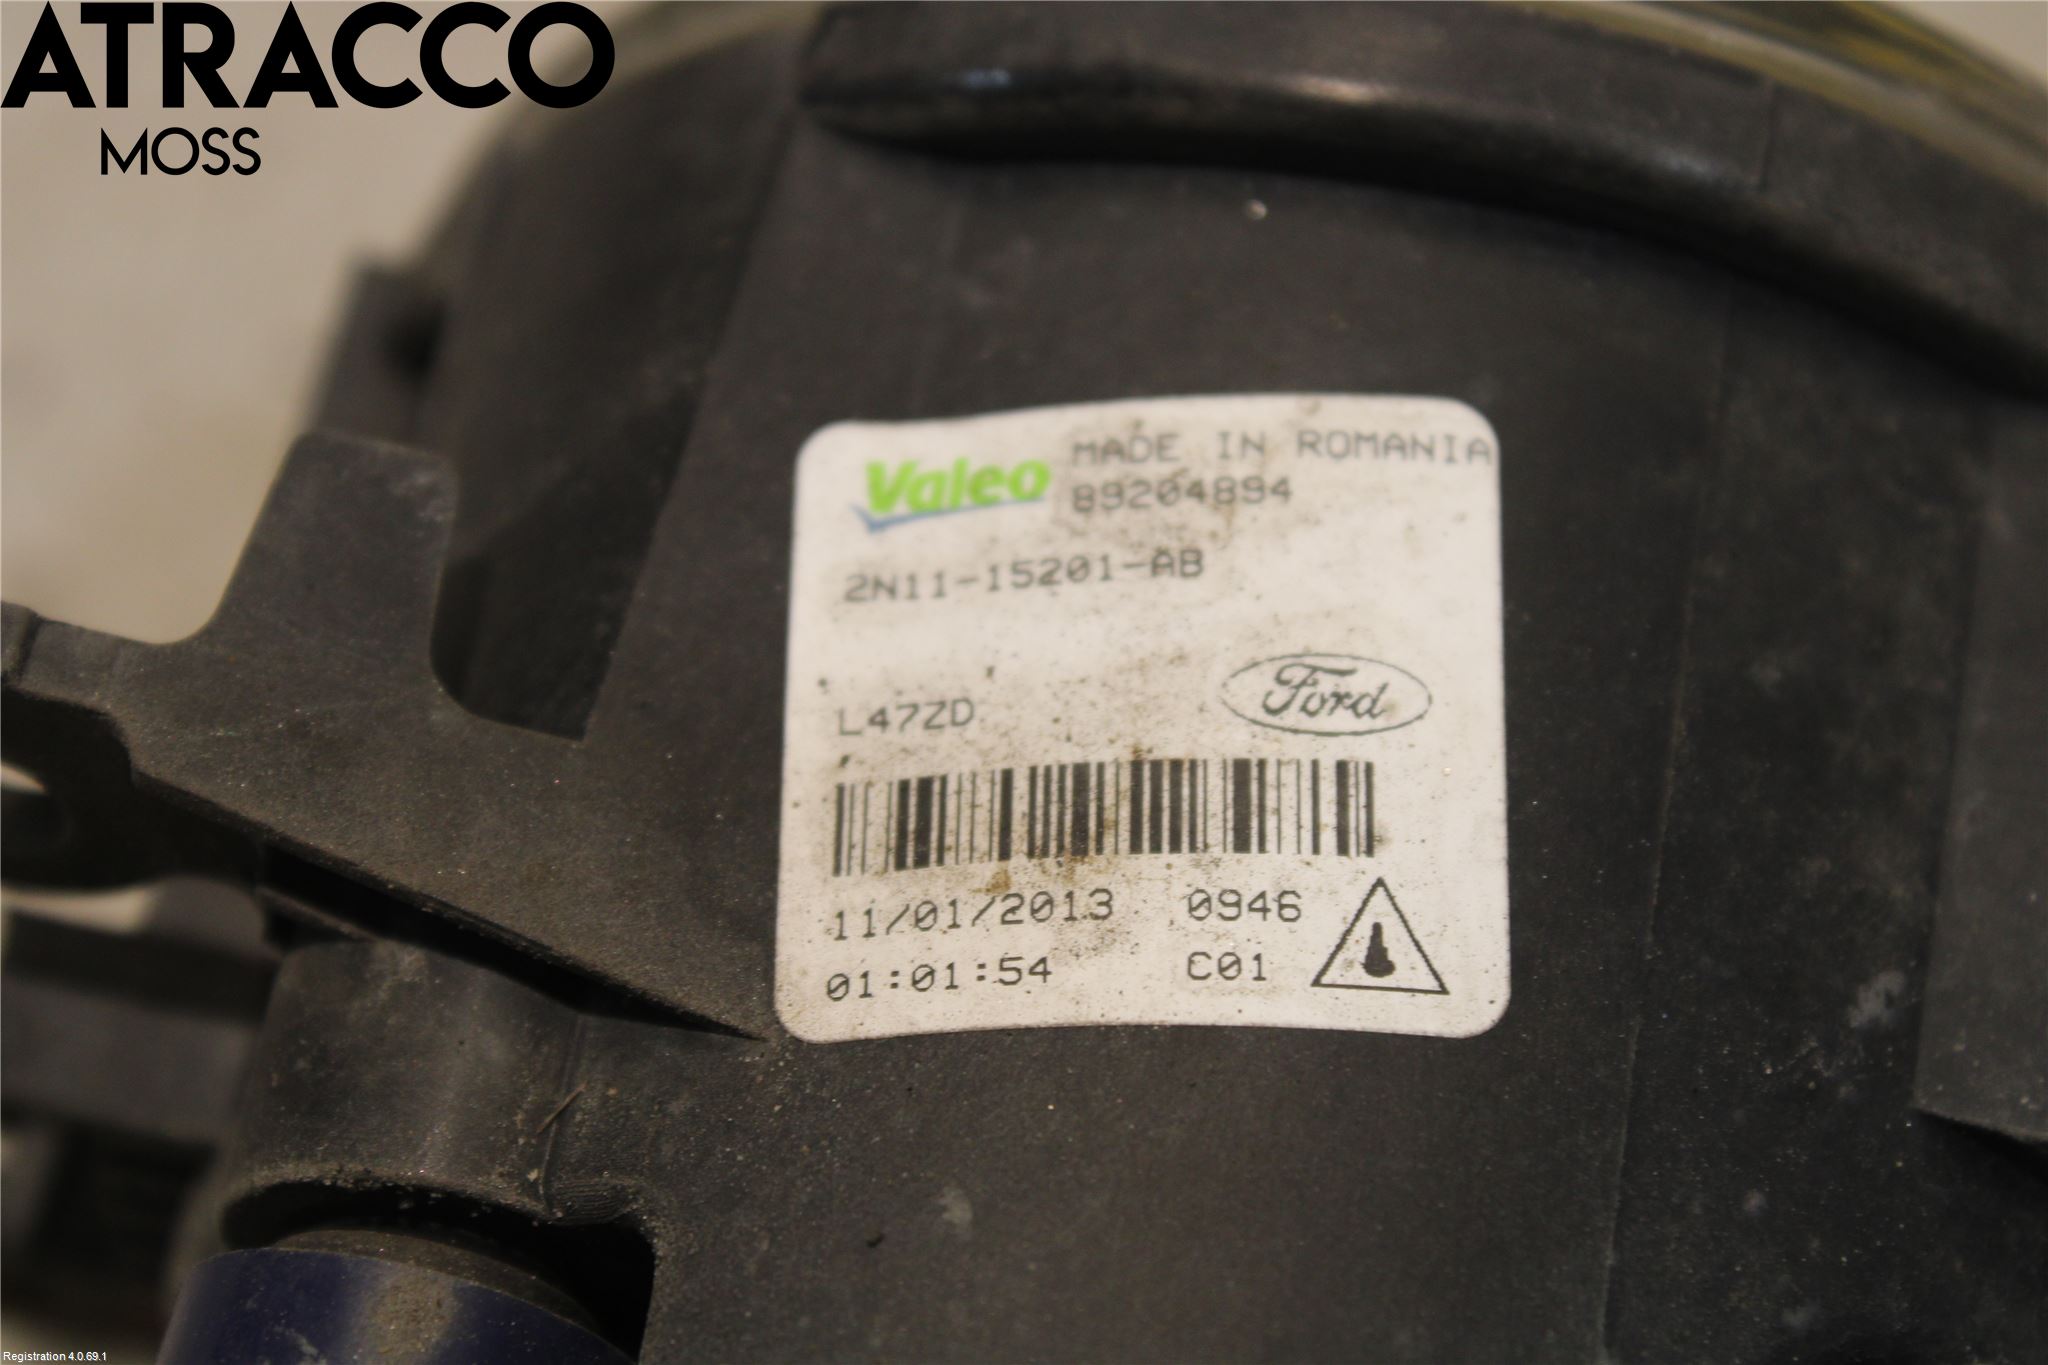 ATRACCO
MOSS
Valeo MADE IN ROMANIA
89204894
2N11-15201-AB
L47ZD
Ford
11/01/2013 0946
01:01:54 C01
Registration 4.0.69.1